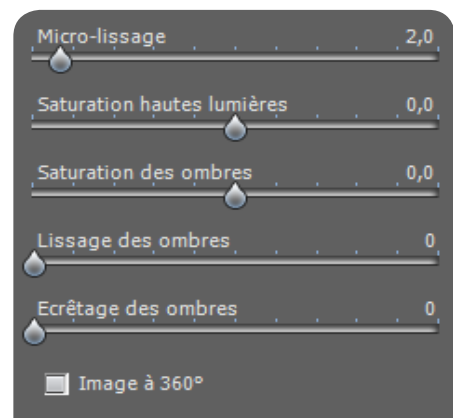 Micro-lissage 2,0
Saturation hautes lumières 0,0
Saturation des ombres 0,0
Lissage des ombres 0
Ecrêtage des ombres 0
Image à 360°